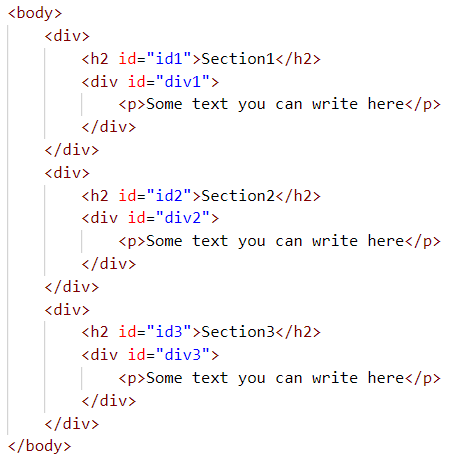 <body>
<div>
<h2 id="id1">Section1</h2>
<div id="div1">
<p>Some text you can write here</p>
</div>
</div>
<div>
<h2 id="id2">Section2</h2>
<div id="div2">
<p>Some text you can write here</p>
</div>
</div>
<div>
<h2 id="id3">Section3</h2>
<div id="div3">
<p>Some text you can write here</p>
</div>
</div>
</body>